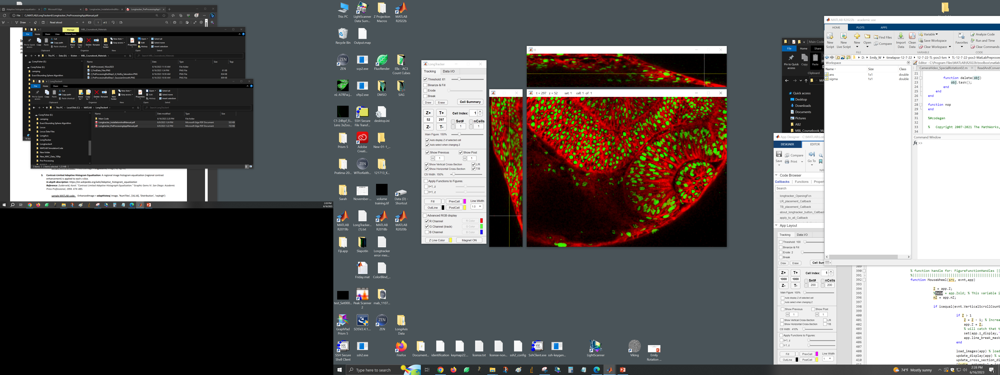 Adaptive histogram equalization
Microsoft Edge
Longtracker_InstallationAndMan
Longtracker_PreProcessingAppM
File
C:/MATLAB/LongTracker4/Longtracker_PreProcessingAppManual.pdf
Draw
Read aloud
1
of 2
Manage
MBL_Coursebook_Materials
File
Home
Share
View
Picture Tools
Pin to Quick access
Copy
Paste
Cut
Copy path
Paste shortcut
Move to
Copy to
Delete
Rename
New folder
New item
Easy access
Properties
Open
Edit
History
Select all
Select none
Invert selection
Clipboard
Organize
New
Open
Select
This PC
Data (D:)
Kristen
MBL_Coursebook_Materials
Search MBL_Coursebook_Materials
CoreyFisher (E:)
CoreyFisher (E:)
camping
Exact Bounding Sphere Algorithm
Name
Date
Type
Size
Tags
AB2Processed_16Jun2023
6/16/2023 11:10 AM
File folder
3_FindDataFiles.PNG
6/16/2023 1:34 PM
PNG File
61 KB
2_PreProcessingRedStep3_4_HistEq_Saturation.PNG
6/16/2023 10:59 AM
PNG File
834 KB
2_PreProcessingRedStep1_GaussianSmooth.PNG
6/16/2023 10:58 AM
PNG File
809 KB
LongTracker4
File
Home
Share
View
Pin to Quick access
Copy
Paste
Cut
Copy path
Paste shortcut
Move to
Copy to
Delete
Rename
New folder
New item
Easy access
Properties
Open
Edit
History
Select all
Select none
Invert selection
Clipboard
Organize
New
Open
Select
This PC
Local Disk (C:)
MATLAB
LongTracker4
Search LongTracker4
Name
Date modified
Type
Size
Main Code
6/16/2023 2:20 PM
File folder
Longtracker_InstallationAndManual.pdf
6/9/2023 1:24 PM
Microsoft Edge PDF Document
533 KB
Longtracker_PreProcessingAppManual.pdf
6/9/2023 1:22 PM
Microsoft Edge PDF Document
733 KB
CoreyFisher (E:)
camping
Exact Bounding Sphere Algorithm
Locus
Locus Data Files
LongAxis
LongTracker
Longtracker4
MATLAB SimulationCode
New folder
New_MAC_Data_100tp
Pre-Processing
3 items
2 items selected 1.23 MB
3. Contrast-Limited Adaptive Histogram Equalization: A regional image histogram equalization (regional contrast
enhancement) is applied to each z-slice.
In-depth description: https://en.wikipedia.org/wiki/Adaptive_histogram_equalization
Reference: Zuiderveld, Karel. "Contrast Limited Adaptive Histograph Equalization." Graphic Gems IV. San Diego: Academic
Press Professional, 1994. 474–485.
sample MATLAB code: EnhancedImage = adapthisteq( Image, 'NumTiles', [16,16], 'Distribution', 'rayleigh')
2:28 PM
6/16/2023
This PC
LightScanner Data Sum...
Z Projection Macros
MATLAB R2022b
Recycle Bin
Output.map
ZEN
scp2.exe
FluoRender
Ella - AC3 Count Cubes
nL-A7RFw.j...
sftp2.exe
DMSO
SAG
C1-24hpf_Fi... Lens 3xZoo...
SSH Secure File Transf...
desktop.ini
Prism 5
Adobe Creati...
New-01-1_...
Pratima-20...
WTforKeith...
121713_K...
Sarah
November-...
volume training.tif
Data (D) - Shortcut
MATLAB R2019b
LongTracker... (1).txt
MATLAB R2018b
MATLAB R2020b
Fiji.app
Slapotin
Longtracker error mes...
Friday.mat
ColorBlind_...
test_Set000...
Peak Scanner 2
mab_1107...
GraphPad Prism 5
SDSV2.4.1....
ZEN
LongAxis Data
SSH Secure Shell Client
ssh2.exe
Firefox
Document...
identification
keymap22....
license.txt
license-non...
ssh2_config
SshClient.exe
ssh-keygen...
LightScanner
Viking
Emily Rotation ...
LongTracker
Tracking
Data I/O
Threshold: 61
Binarize & Fill
Erode
Break
Draw
Erase
Cell Summary
Z+
T+
Cell Index:
1
52
297
Set#
nCells
Z-
T-
1
1
Main Figure: 150%
Auto display Z of selected cell
Auto select when changing Z
Show Previous
Show Post
1
1
Show Vertical Cross-Section
L/R
Show Horizontal Cross-Section
T/B
CS Width: 150%
Apply Functions to Figures:
t+1, z
t+1, z
Fill
PrevCell
Line Width
OutLine
PostCell
1.0
Advanced RGB display
R Channel
R Color
G Channel (track)
G Color
B Channel
B Color
Z Line Color
Magnet ON
H
t = 297 z = 52 set: 1 cell: 1 of 1
Main Code
File
Home
Share
Pin to Quick access
Copy
Paste
Clipboard
Quick access
Desktop
Downloads
Documents
Pictures
AB2
MBL_Coursebook_Ma
MATLAB R2022b - academic use
HOME
PLOTS
APPS
New Script
New Live Script
New
Open
Find Files
Compare
Import Data
Clean Data
Variable
Save Workspace
Clear Workspace
Favorites
Analyze Code
Run and Time
Clear Commands
FILE
VARIABLE
CODE
D:
Emily_W
timelapse-12-7-22
12-7-22-TL-pos3-lsm
TL-12-7-22-pos3-MatLabPreproces
Workspace
Name
Size
Class
ans
1x1
double
sigma
1x1
double
Editor - C:\Program Files\MATLAB\R2022b\toolbox\matlab
CameraVideo_SpecialRotation02.m
ReadAndConver
21
22 function delete(obj)
23 obj.task();
24 end
25 end
26 end
27
28 function nop
29 end
30
31 %#codegen
32
33 % Copyright 2007-2021 The MathWorks,
34
Command Window
fx >>
App Designer - C:\MATLAB\Lon
DESIGNER
EDITOR
Save
Compare
Print
Go To
NAV
Code Browser
Callbacks
Functions
Propert
Search
longtracker_OpeningFcn
LR_placement_Callback
TB_placement_Callback
about_longtracker_button_Callback
apply_to_all_Callback
App Layout
Tracking
Data I/O
Threshold: 100
Binarize & Fill
Erode: 2
Break
Draw
Erase
Cell Sum
Z+
T+
Cell Index:
1
1000
1000
Set#
nCells
Z-
T-
200
200
Main Figure: 100%
Auto display Z of selected cell
Auto select when changing Z
Show Previous
Show Post
1
1
Show Vertical Cross-Section
L/R
Show Horizontal Cross-Section
T/B
CS Width: 410%
Apply Functions to Figures:
t+1, z
t-1, z
Fill
PrevCell
Line Width
OutLine
PostCell
1
389
390 % function handle for: FigureFunctionHandles ||
391 %||||||||||||||||||||||||||||||||||||||||
392 function MouseWheel(src, evnt,app)
393
394 Z = app.Z;
395 %Zold = app.Zold; % This variable i
396 nZ = app.nZ;
397
398 if isequal(evnt.VerticalScrollCount
399
400 if Z > 1
401 Z = Z - 1; % Increa
402 app.Z = Z;
403 % will catch that t
404 set(app.z_display,'
405 app.line_break_mask
406 end
407
408 load_images(app) % load
409 update_display(app) % u
410 update_cross_section_di
Type here to search
74°F Mostly sunny
2:28 PM
6/16/2023